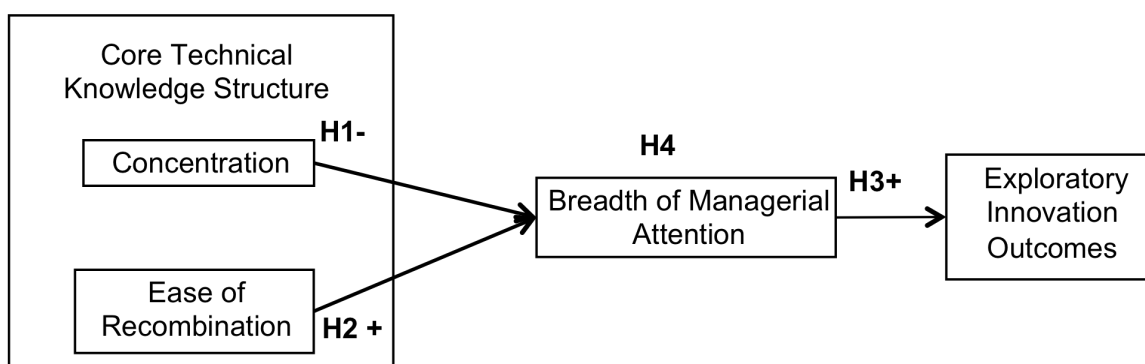 Core Technical
Knowledge Structure
H1-
Concentration
Ease of
Recombination
H2 +
H4
Breadth of Managerial
Attention
H3+
Exploratory
Innovation
Outcomes